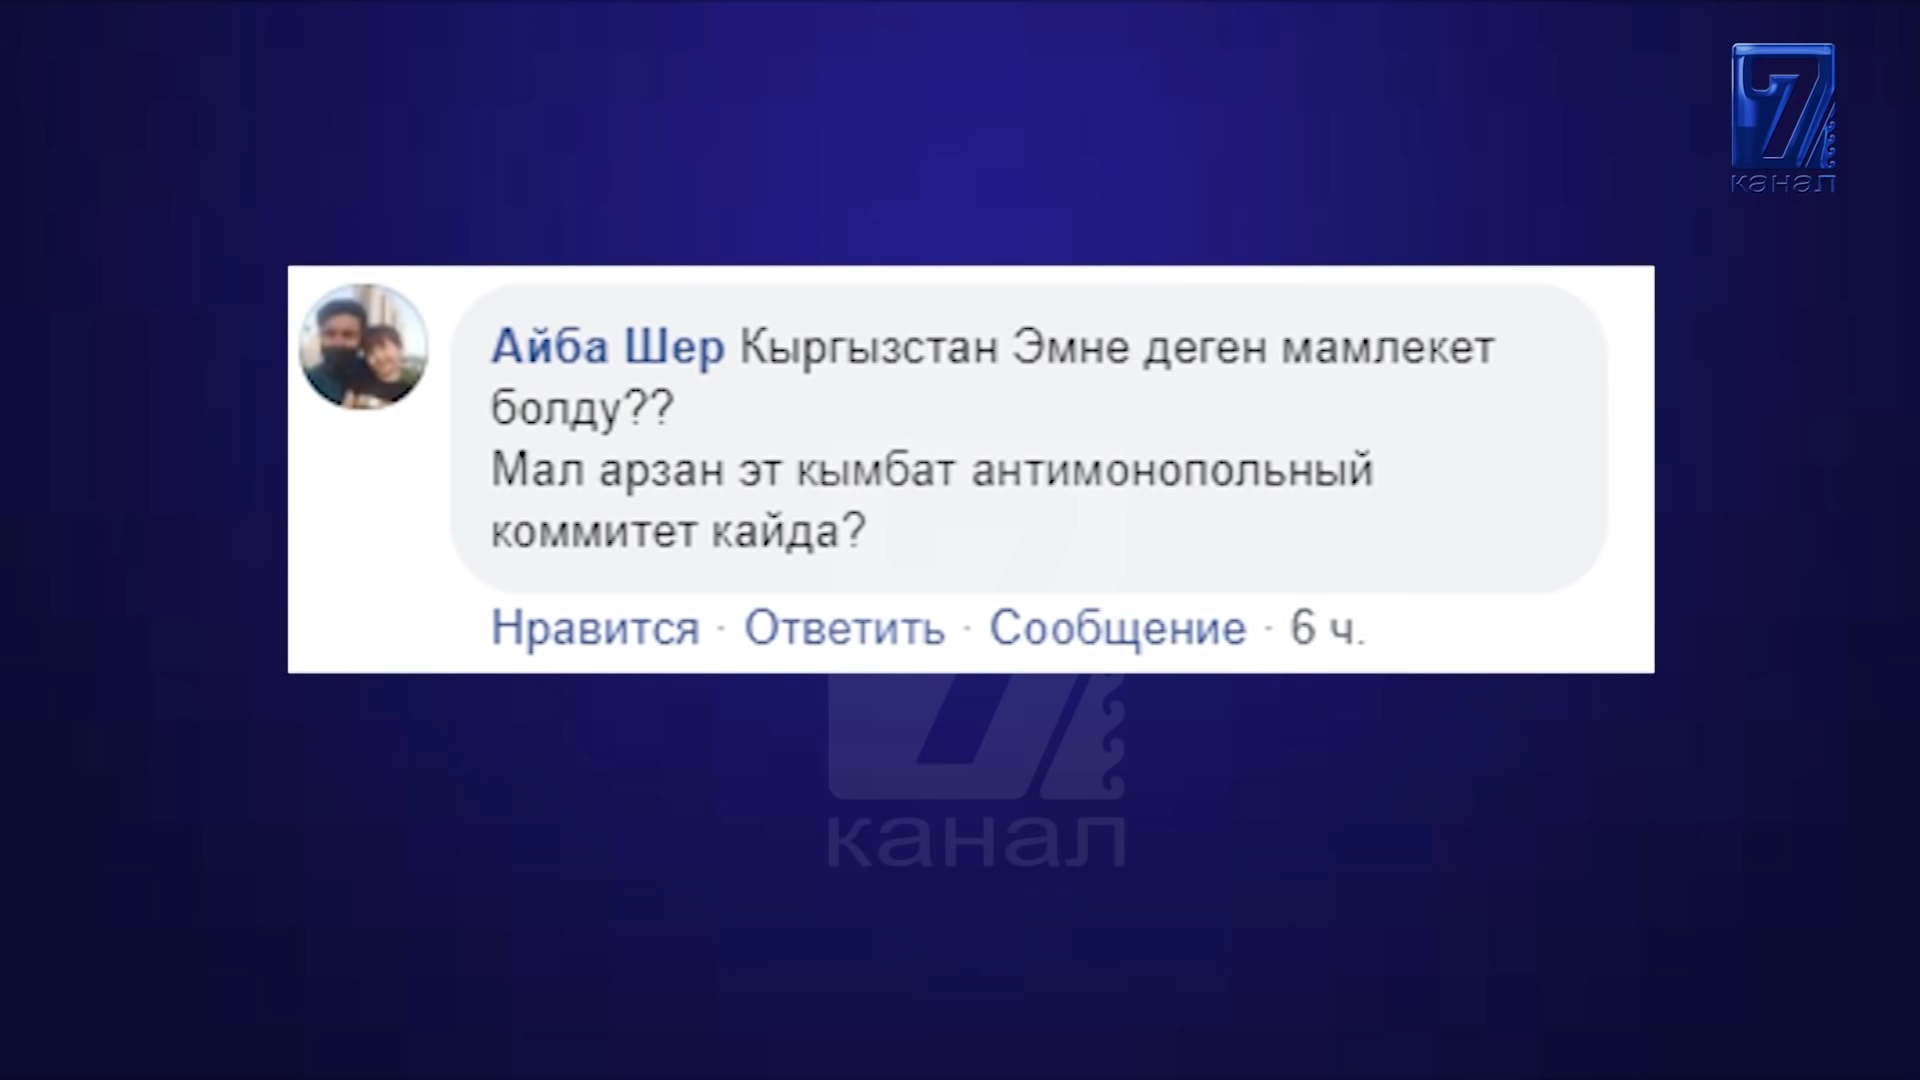 7
канал
Айба Шер Кыргызстан Эмне деген мамлекет
болду??
Мал арзан эт кымбат антимонопольный
коммитет кайда?
Нравится · Ответить · Сообщение · 6 ч.
7
канал